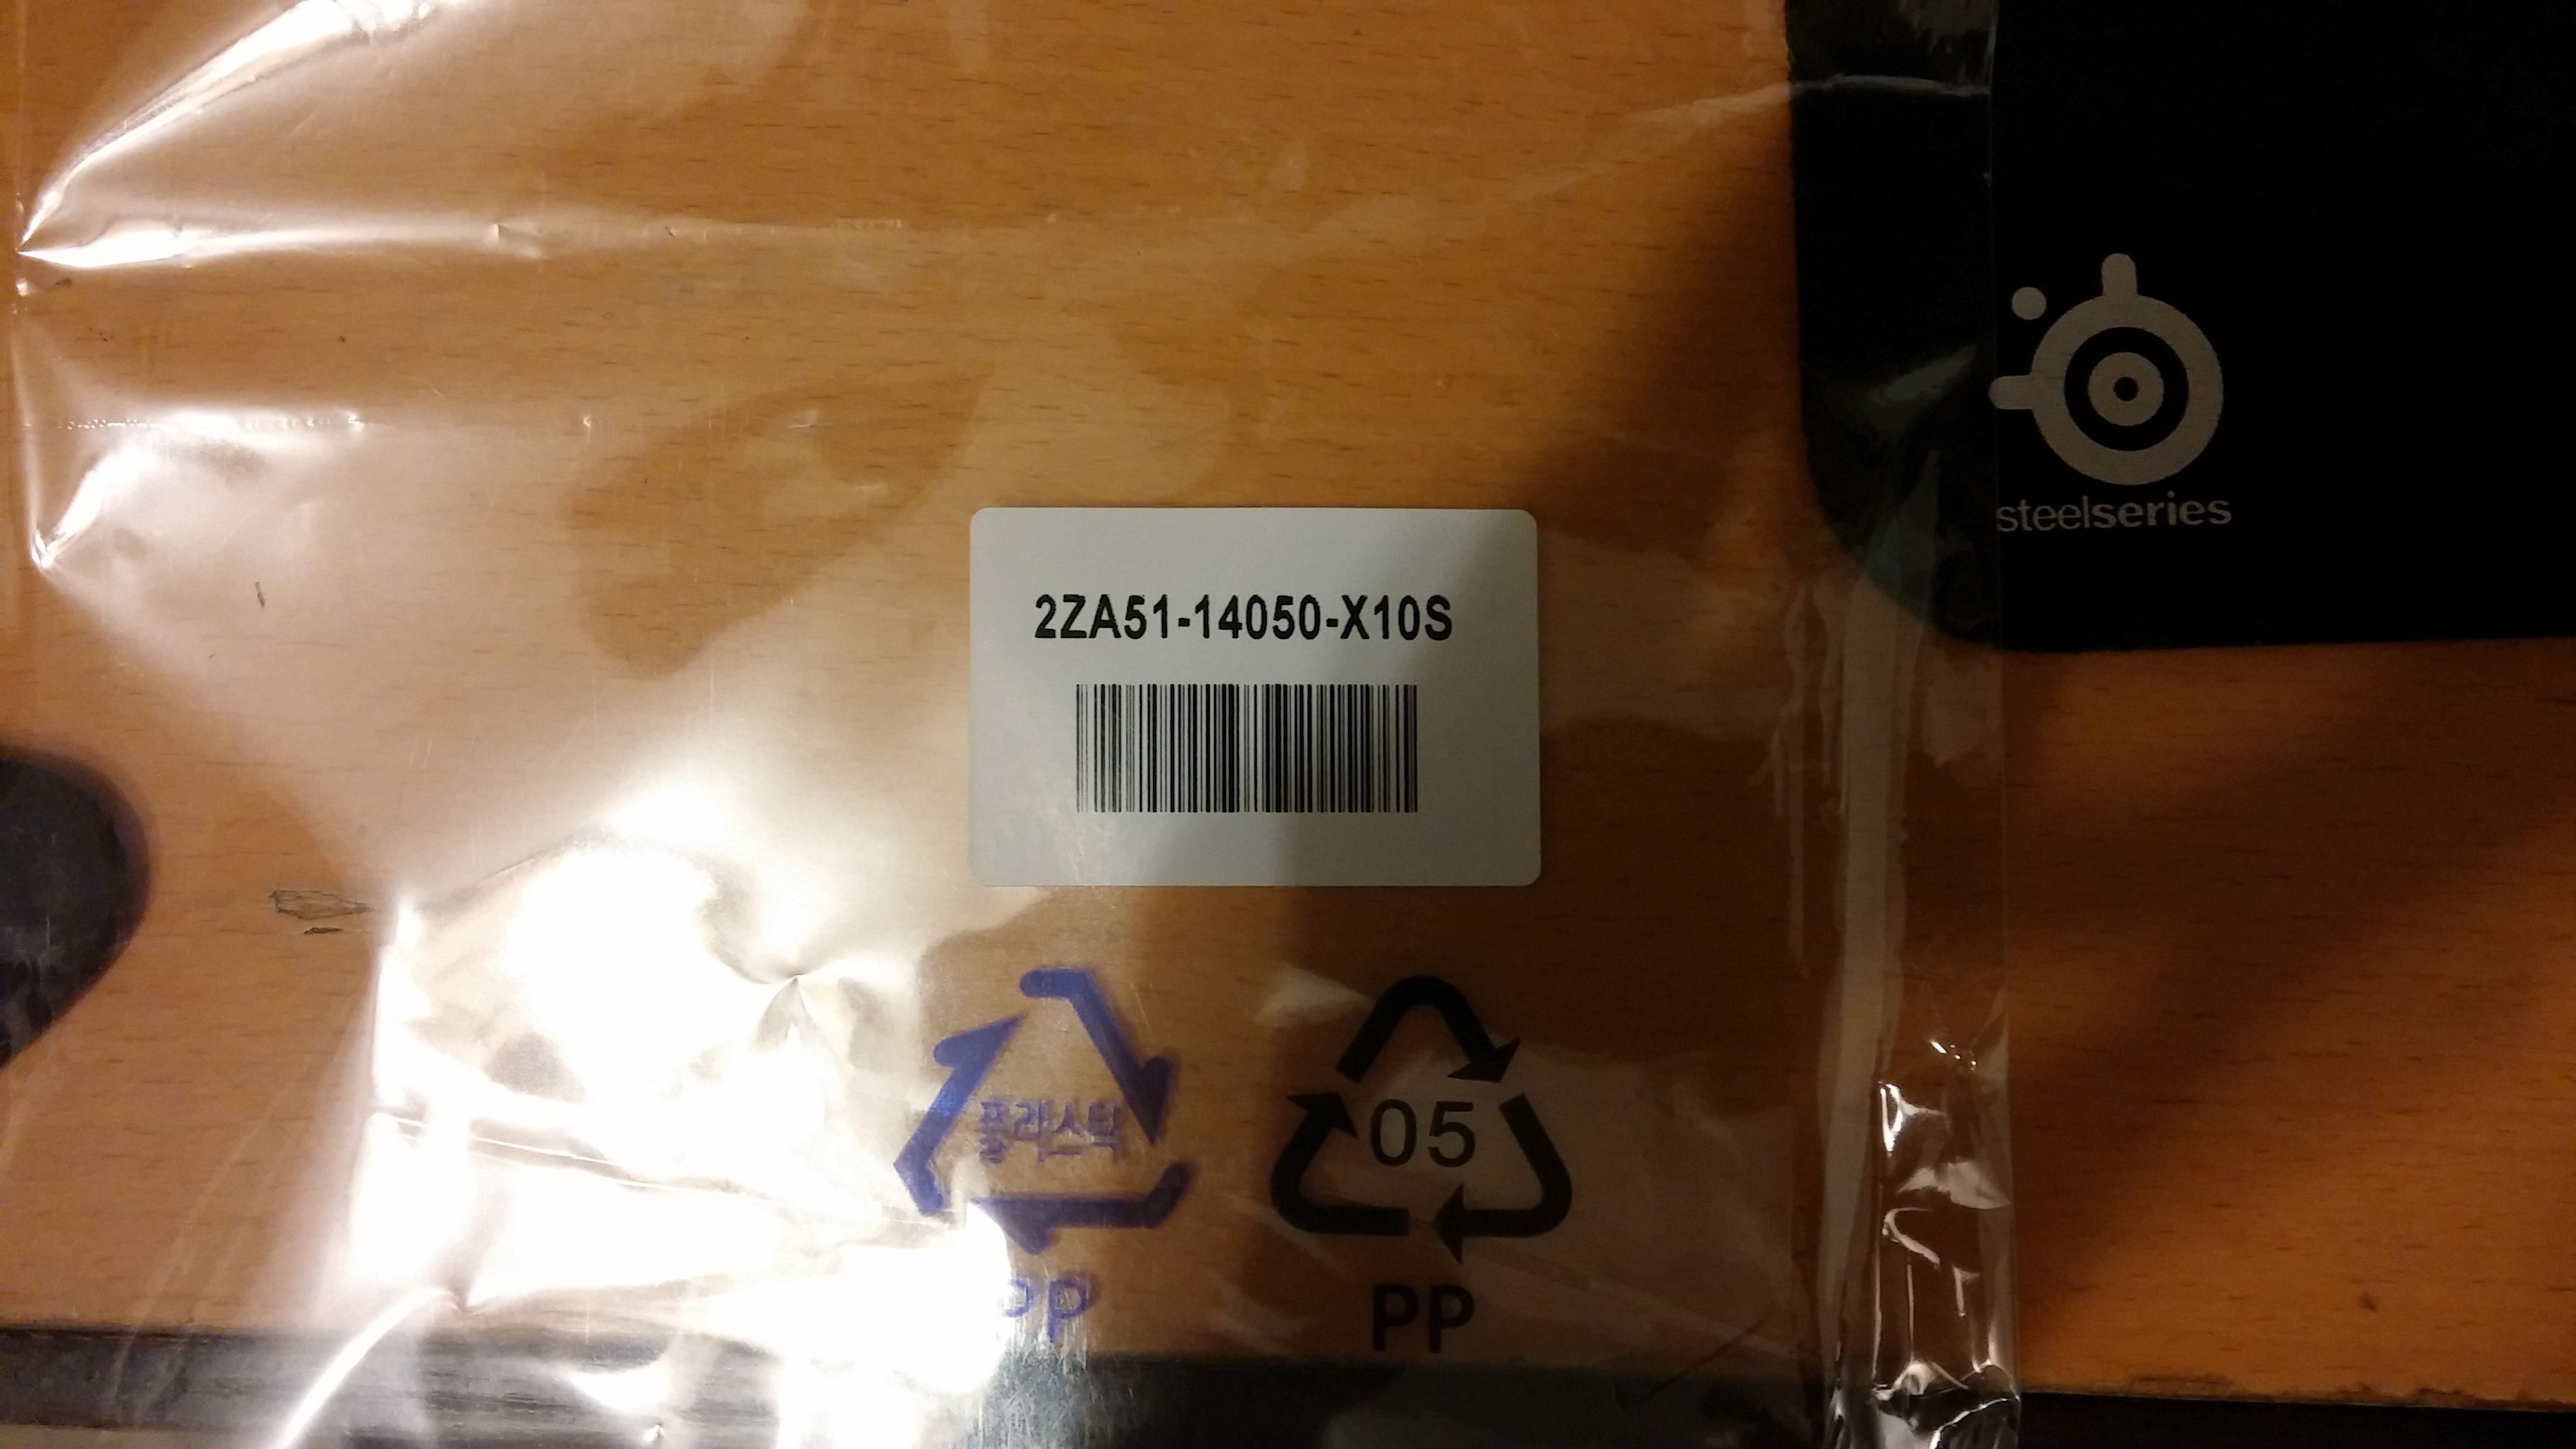 steelseries
2ZA51-14050-X10S
플라스틱
05
PP
PP